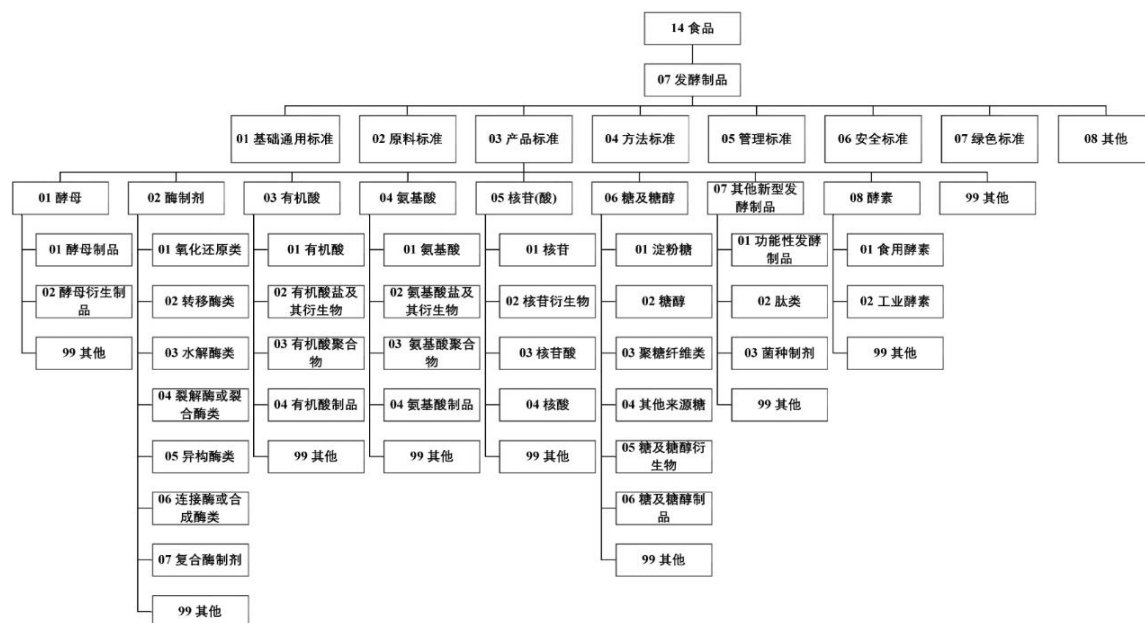 14 食品
07 发酵制品
01 基础通用标准
02 原料标准
03 产品标准
04 方法标准
05 管理标准
06 安全标准
07 绿色标准
08 其他
01 酵母
01 酵母制品
02 酵母衍生制
品
99 其他
02 酶制剂
01 氧化还原类
02 转移酶类
03 水解酶类
04 裂解酶或裂
合酶类
05 异构酶类
06 连接酶或合
成酶类
07 复合酶制剂
99 其他
03 有机酸
01 有机酸
02 有机酸盐及
其衍生物
03 有机酸聚合
物
04 有机酸制品
99 其他
04 氨基酸
01 氨基酸
02 氨基酸盐及
其衍生物
03 氨基酸聚合
物
04 氨基酸制品
99 其他
05 核苷(酸)
01 核苷
02 核苷衍生物
03 核苷酸
04 核酸
99 其他
06 糖及糖醇
01 淀粉糖
02 糖醇
03 聚糖纤维类
04 其他来源糖
05 糖及糖醇衍
生物
06 糖及糖醇制
品
99 其他
07 其他新型发
酵制品
01 功能性发酵
制品
02 肽类
03 菌种制剂
99 其他
08 酵素
01 食用酵素
02 工业酵素
99 其他
99 其他